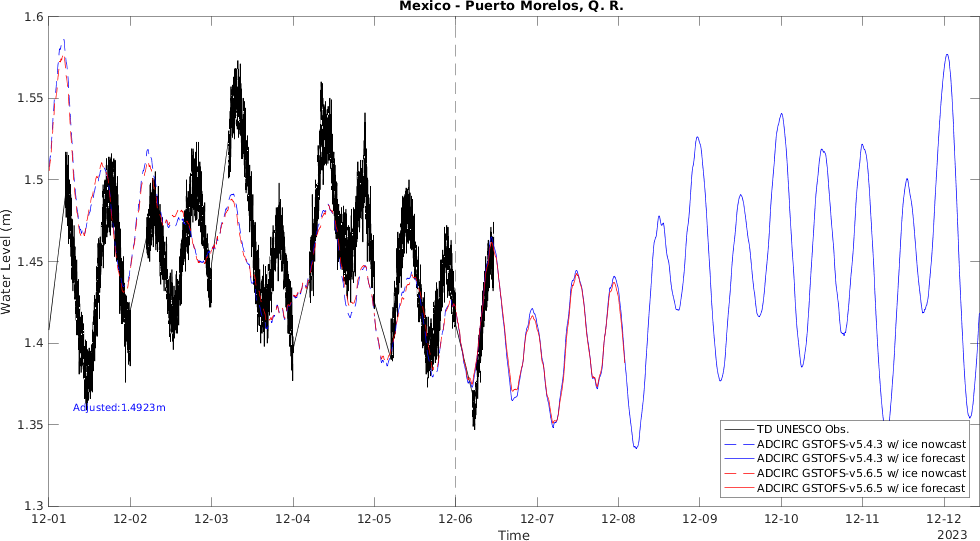 Mexico - Puerto Morelos, Q. R.
1.6
1.55
1.5
1.45
1.4
1.35
1.3
Water Level (m)
Adjusted:1.4923m
TD UNESCO Obs.
ADCIRC GSTOFS-v5.4.3 w/ ice nowcast
ADCIRC GSTOFS-v5.4.3 w/ ice forecast
ADCIRC GSTOFS-v5.6.5 w/ ice nowcast
ADCIRC GSTOFS-v5.6.5 w/ ice forecast
12-01 12-02 12-03 12-04 12-05 12-06 12-07 12-08 12-09 12-10 12-11 12-12
Time
2023